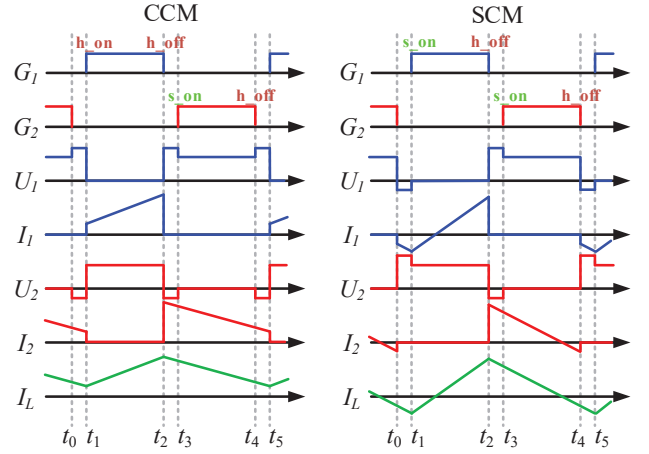 CCM
SCM
h_on h_off
s_on h_off
G1
G1
s_on h_off
s_on h_off
G2
G2
U1
U1
I1
I1
U2
U2
I2
I2
IL
IL
t0 t1 t2 t3 t4 t5
t0 t1 t2 t3 t4 t5